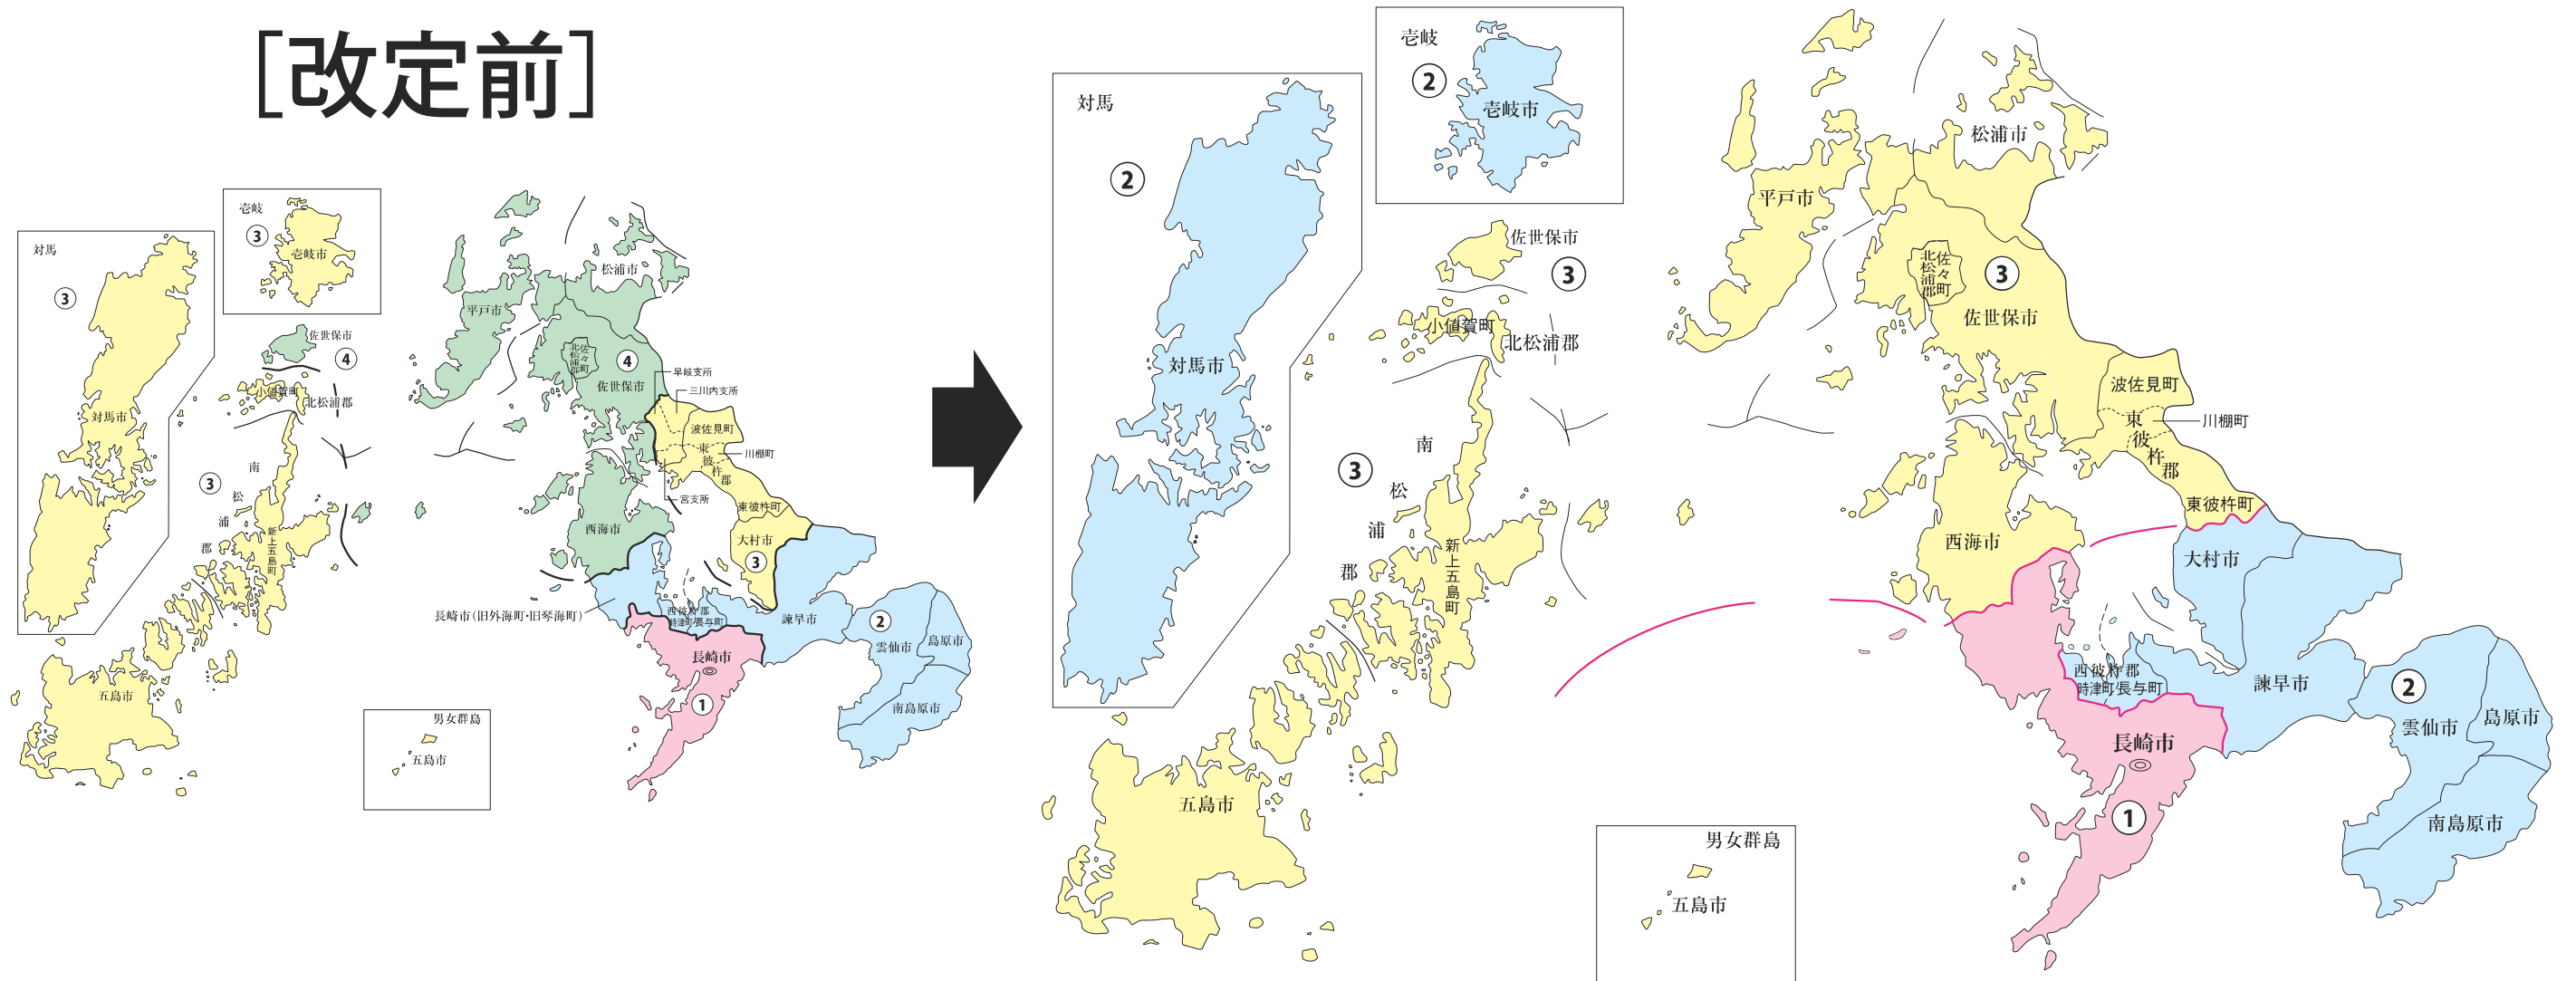 ［改定前］
対馬
③
対馬市
壱岐
③
壱岐市
佐世保市
④
小値賀町
北松浦郡
③
南松浦郡
新上五島町
五島市
男女群島
五島市
平戸市
松浦市
北松浦郡
佐々町
④
佐世保市
早岐支所
三川内支所
波佐見町
東彼杵郡
川棚町
宮支所
東彼杵町
西海市
大村市
③
長崎市（旧外海町・旧琴海町）
西彼杵郡
時津町
長与町
諫早市
②
雲仙市
島原市
南島原市
長崎市
①
対馬
②
対馬市
壱岐
②
壱岐市
佐世保市
③
小値賀町
北松浦郡
③
南松浦郡
新上五島町
五島市
男女群島
五島市
平戸市
松浦市
北松浦郡
佐々町
③
佐世保市
波佐見町
東彼杵郡
川棚町
東彼杵町
西海市
大村市
西彼杵郡
時津町
長与町
諫早市
②
雲仙市
島原市
南島原市
長崎市
①